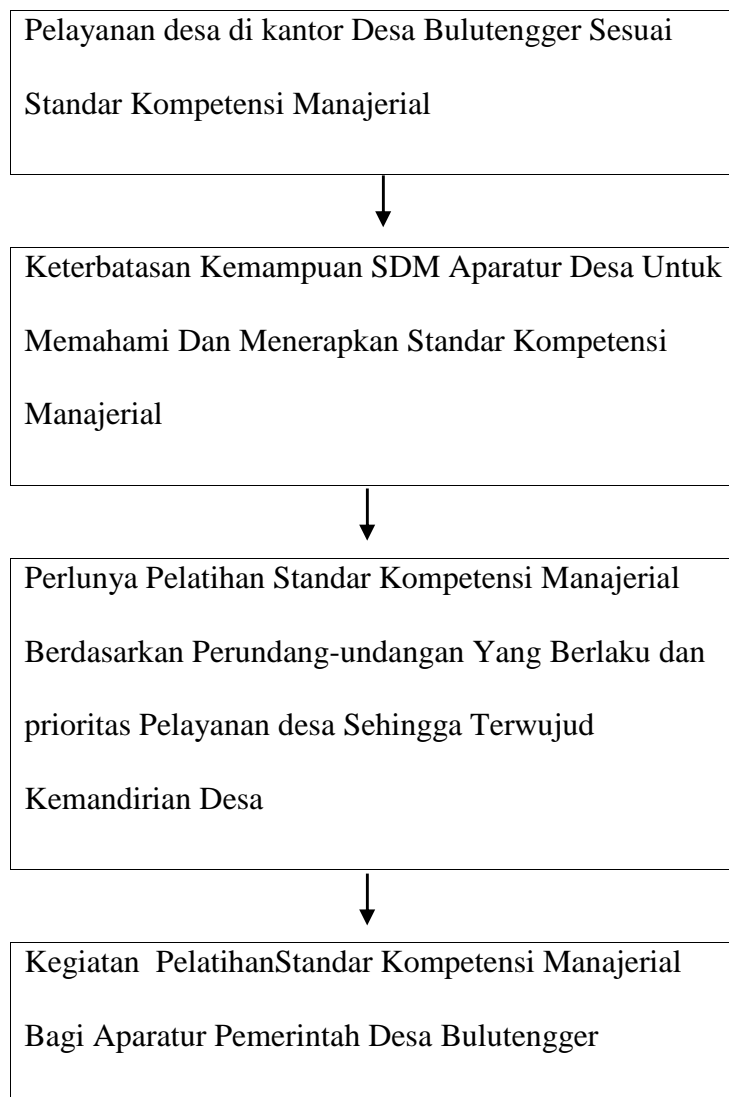 Pelayanan desa di kantor Desa Bulutengger Sesuai
Standar Kompetensi Manajerial
Keterbatasan Kemampuan SDM Aparatur Desa Untuk
Memahami Dan Menerapkan Standar Kompetensi
Manajerial
Perlunya Pelatihan Standar Kompetensi Manajerial
Berdasarkan Perundang-undangan Yang Berlaku dan
prioritas Pelayanan desa Sehingga Terwujud
Kemandirian Desa
Kegiatan  PelatihanStandar Kompetensi Manajerial
Bagi Aparatur Pemerintah Desa Bulutengger